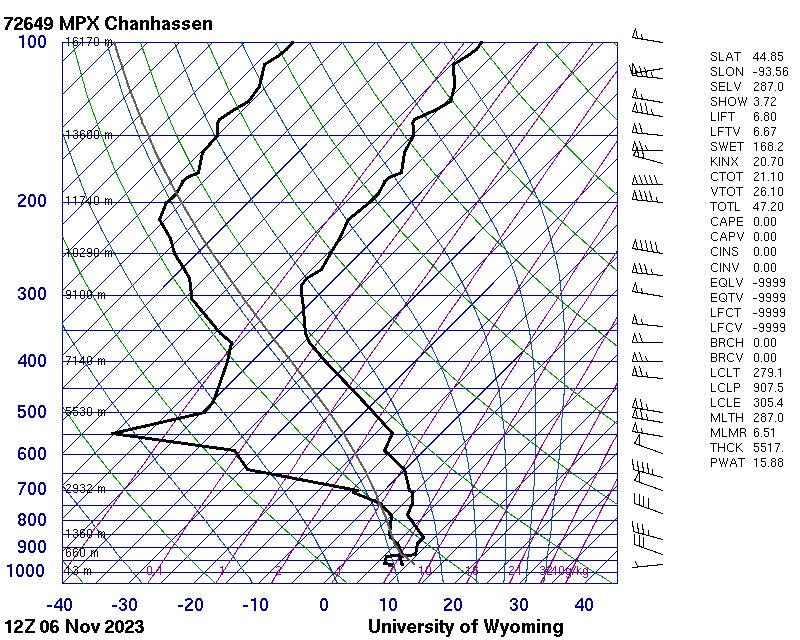 72649 MPX Chanhassen
100
16170 m
13600 m
200
11740 m
10290 m
300
9100 m
400
7140 m
500
5530 m
600
700
2932 m
800
1360 m
900
660 m
1000
13 m
0.4
1
2
4
10
16
24
32
40g/kg
-40
-30
-20
-10
0
10
20
30
40
12Z 06 Nov 2023
University of Wyoming
SLAT 44.85
SLON -93.56
SELV 287.0
SHOW 3.72
LIFT 6.80
LFTV 6.67
SWET 168.2
KINX 20.70
CTOT 21.10
VTOT 26.10
TOTL 47.20
CAPE 0.00
CAPV 0.00
CINS 0.00
CINV 0.00
EQLV -9999
EQTV -9999
LFCT -9999
LFCV -9999
BRCH 0.00
BRCV 0.00
LCLT 279.1
LCLP 907.5
LCLE 305.4
MLTH 287.0
MLMR 6.51
THCK 5517.
PWAT 15.88